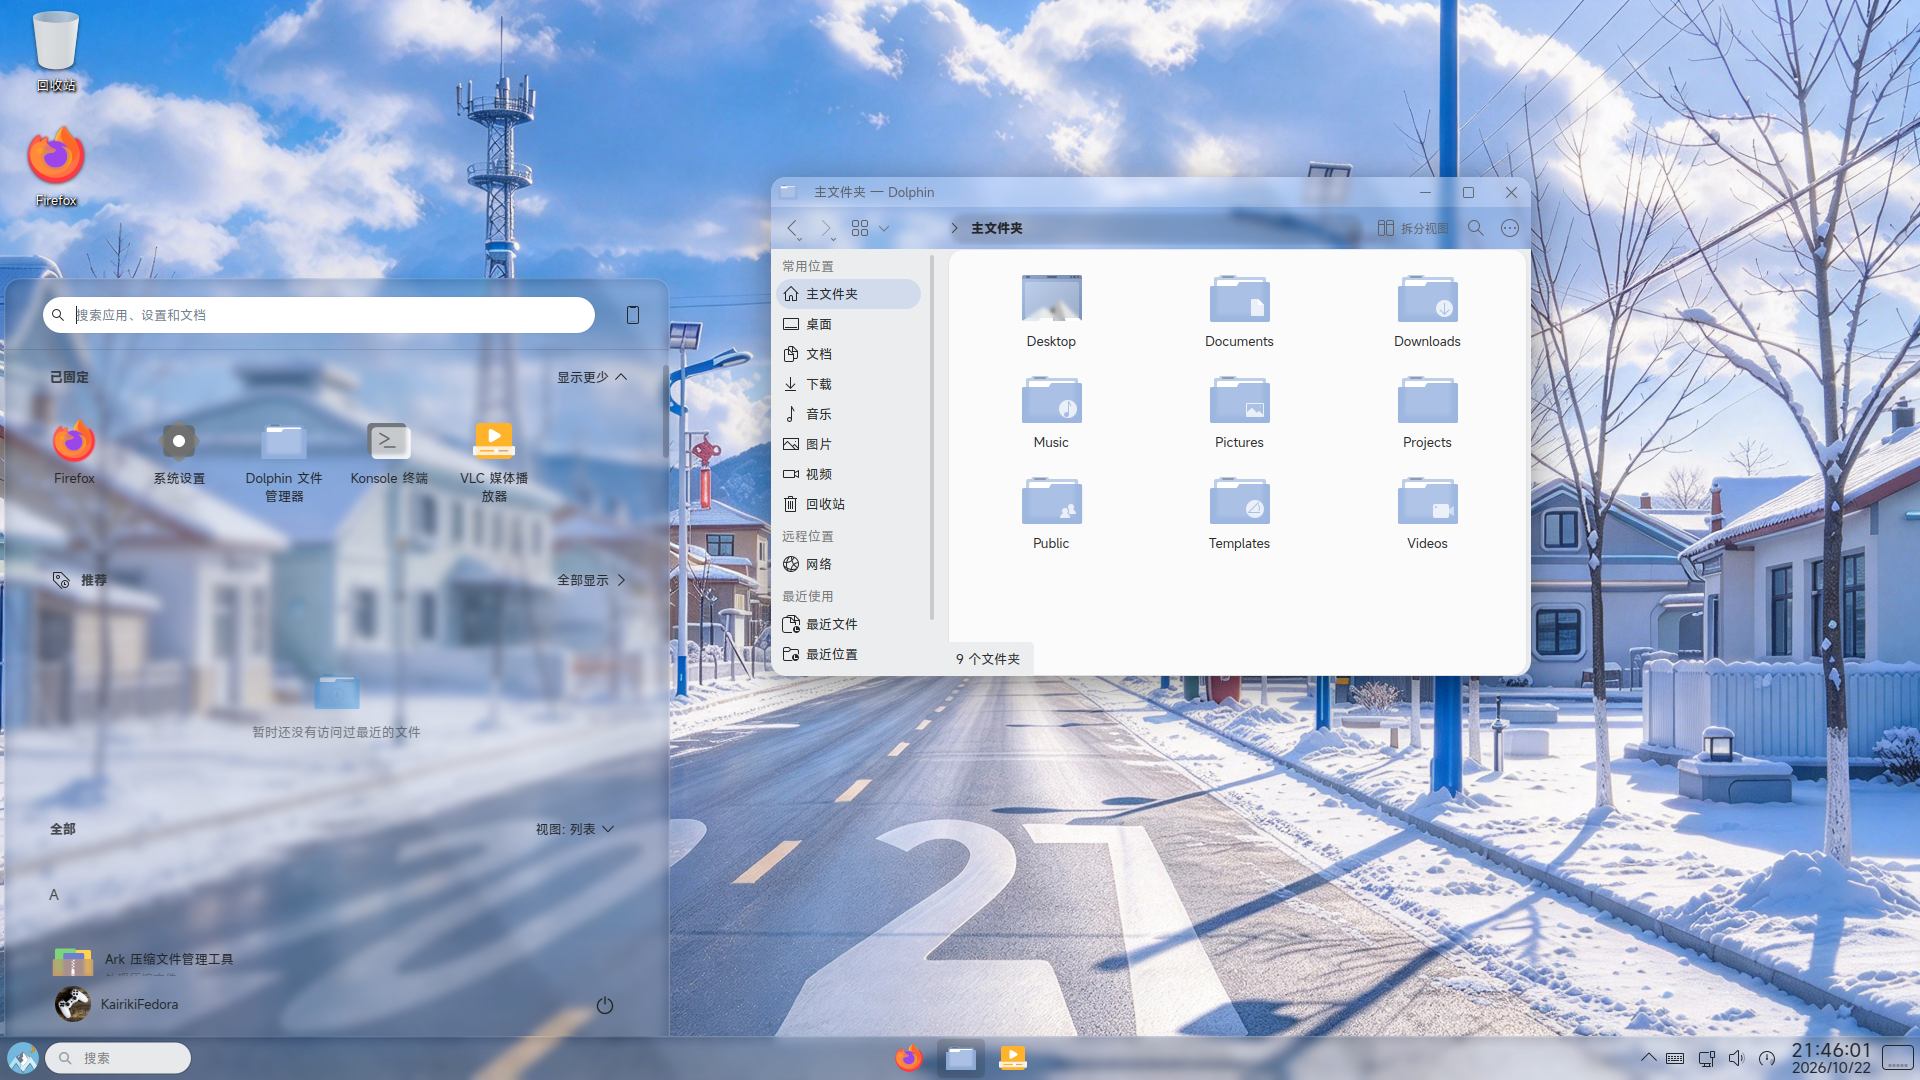 回收站
Firefox
搜索应用、设置和文档
已固定
显示更少
Firefox
系统设置
Dolphin 文件
管理器
Konsole 终端
VLC 媒体播
放器
推荐
全部显示
暂时还没有访问过最近的文件
全部
视图: 列表
A
Ark 压缩文件管理工具
KairikiFedora
主文件夹 — Dolphin
主文件夹
拆分视图
常用位置
主文件夹
桌面
文档
下载
音乐
图片
视频
回收站
远程位置
网络
最近使用
最近文件
最近位置
Desktop
Documents
Downloads
Music
Pictures
Projects
Public
Templates
Videos
9 个文件夹
27
搜索
21:46:01
2026/10/22